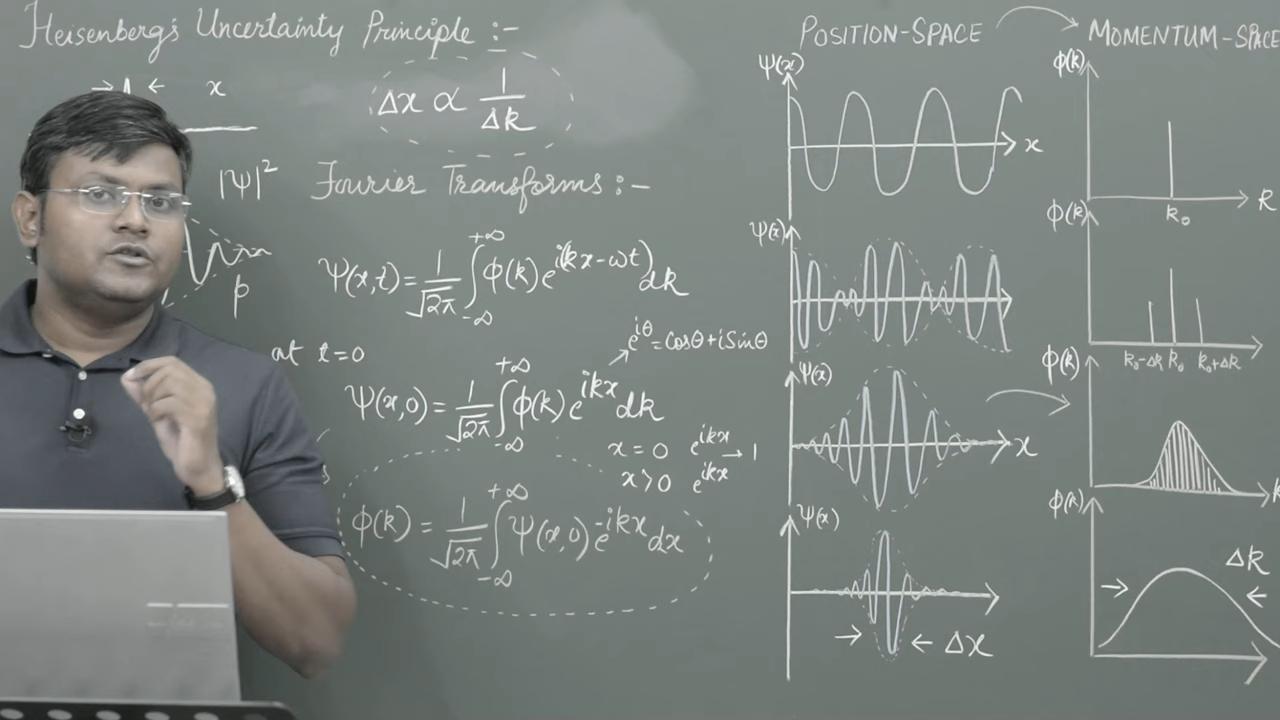 Heisenberg's Uncertainty Principle :-
→ ← x
Δx ∝ 1/Δk
|Ψ|²
p
Fourier Transforms :-
Ψ(x,t) = 1/√2π ∫₋∞⁺∞ ϕ(k) e^i(kx-ωt) dk
e^iθ = cosθ + i sinθ
at t=0
Ψ(x,0) = 1/√2π ∫₋∞⁺∞ ϕ(k) e^ikx dk
x = 0 e^ikx → 1
x > 0 e^ikx
ϕ(k) = 1/√2π ∫₋∞⁺∞ Ψ(x,0) e^-ikx dx
POSITION-SPACE
Ψ(x)
x
Ψ(x)
Ψ(x)
x
Ψ(x)
→ ← Δx
MOMENTUM-SPACE
ϕ(k)
k₀
k
ϕ(k)
k₀-Δk k₀ k₀+Δk
ϕ(k)
k
ϕ(k)
Δk
→ ←